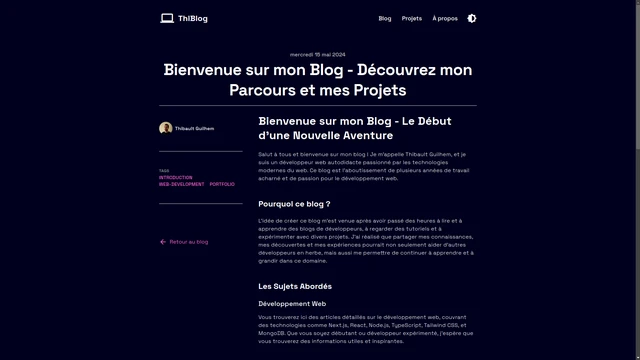 ThiBlog
Blog Projets À propos
mercredi 15 mai 2024
Bienvenue sur mon Blog - Découvrez mon
Parcours et mes Projets
Thibault Guilhem
TAGS
INTRODUCTION
WEB-DEVELOPMENT PORTFOLIO
Retour au blog
Bienvenue sur mon Blog - Le Début
d'une Nouvelle Aventure
Salut à tous et bienvenue sur mon blog ! Je m'appelle Thibault Guilhem, et je
suis un développeur web autodidacte passionné par les technologies
modernes du web. Ce blog est l'aboutissement de plusieurs années de travail
acharné et de passion pour le développement web.
Pourquoi ce blog ?
L'idée de créer ce blog m'est venue après avoir passé des heures à lire et à
apprendre des blogs de développeurs, à regarder des tutoriels et à
expérimenter avec divers projets. J'ai réalisé que partager mes connaissances,
mes découvertes et mes expériences pourrait non seulement aider d'autres
développeurs en herbe, mais aussi me permettre de continuer à apprendre et à
grandir dans ce domaine.
Les Sujets Abordés
Développement Web
Vous trouverez ici des articles détaillés sur le développement web, couvrant
des technologies comme Next.js, React, Node.js, TypeScript, Tailwind CSS, et
MongoDB. Que vous soyez débutant ou développeur expérimenté, j'espère que
vous trouverez des informations utiles et inspirantes.